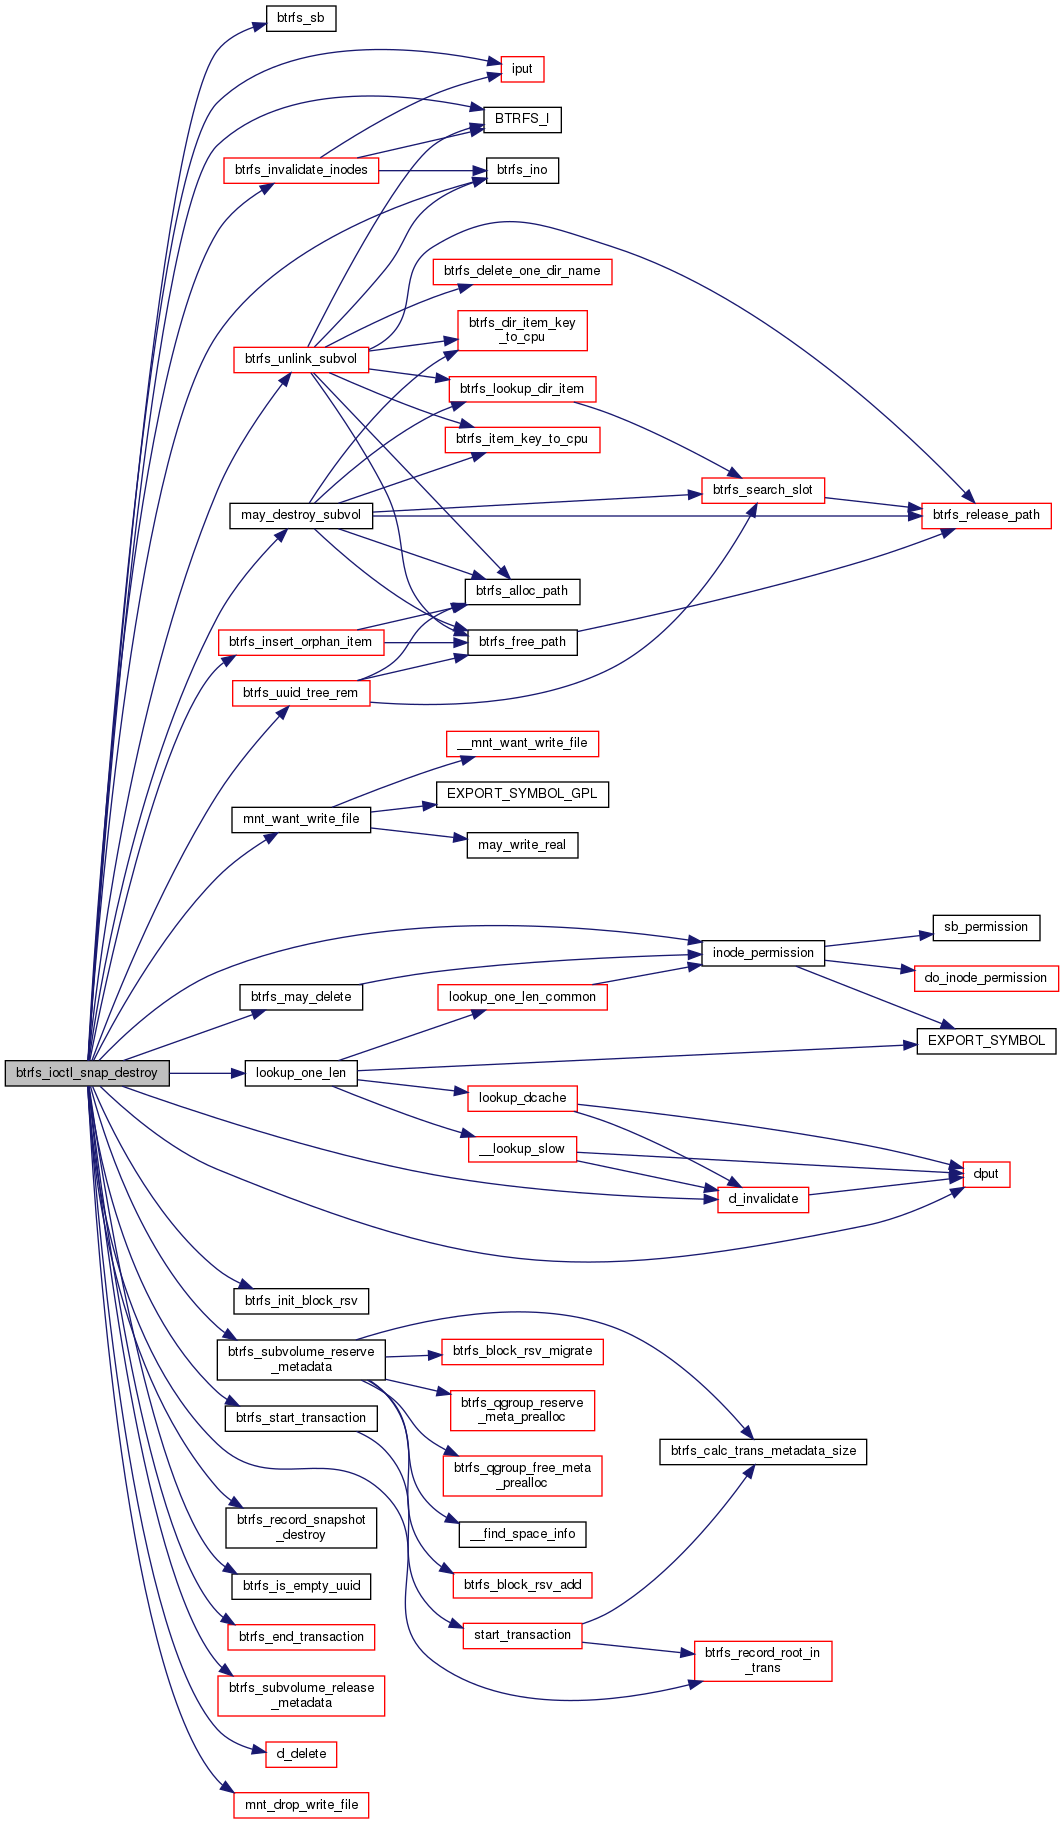 btrfs_sb
iput
BTRFS_I
btrfs_invalidate_inodes
btrfs_ino
btrfs_delete_one_dir_name
btrfs_dir_item_key
_to_cpu
btrfs_unlink_subvol
btrfs_lookup_dir_item
btrfs_item_key_to_cpu
btrfs_search_slot
may_destroy_subvol
btrfs_release_path
btrfs_alloc_path
btrfs_insert_orphan_item
btrfs_free_path
btrfs_uuid_tree_rem
__mnt_want_write_file
EXPORT_SYMBOL_GPL
mnt_want_write_file
may_write_real
sb_permission
inode_permission
do_inode_permission
btrfs_may_delete
lookup_one_len_common
EXPORT_SYMBOL
btrfs_ioctl_snap_destroy
lookup_one_len
lookup_dcache
__lookup_slow
dput
d_invalidate
btrfs_init_block_rsv
btrfs_subvolume_reserve
_metadata
btrfs_block_rsv_migrate
btrfs_qgroup_reserve
_meta_prealloc
btrfs_start_transaction
btrfs_calc_trans_metadata_size
btrfs_qgroup_free_meta
_prealloc
btrfs_record_snapshot
_destroy
__find_space_info
btrfs_is_empty_uuid
btrfs_block_rsv_add
btrfs_end_transaction
start_transaction
btrfs_record_root_in
_trans
btrfs_subvolume_release
_metadata
d_delete
mnt_drop_write_file